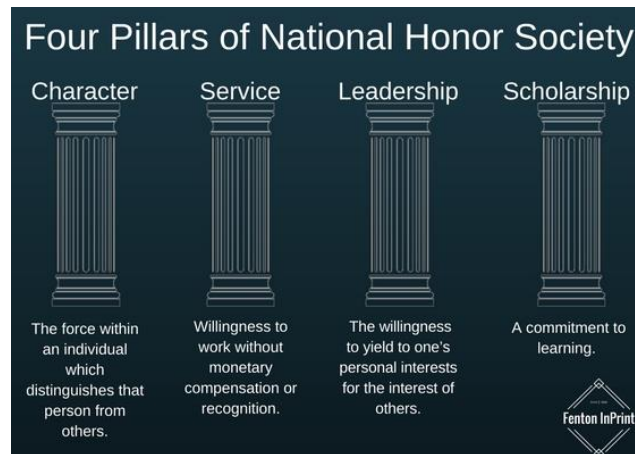 Four Pillars of National Honor Society
Character
Service
Leadership
Scholarship
The force within
an individual
which
distinguishes that
person from
others.
Willingness to
work without
monetary
compensation or
recognition.
The willingness
to yield to one's
personal interests
for the interest of
others.
A commitment to
learning.
Fenton InPrint